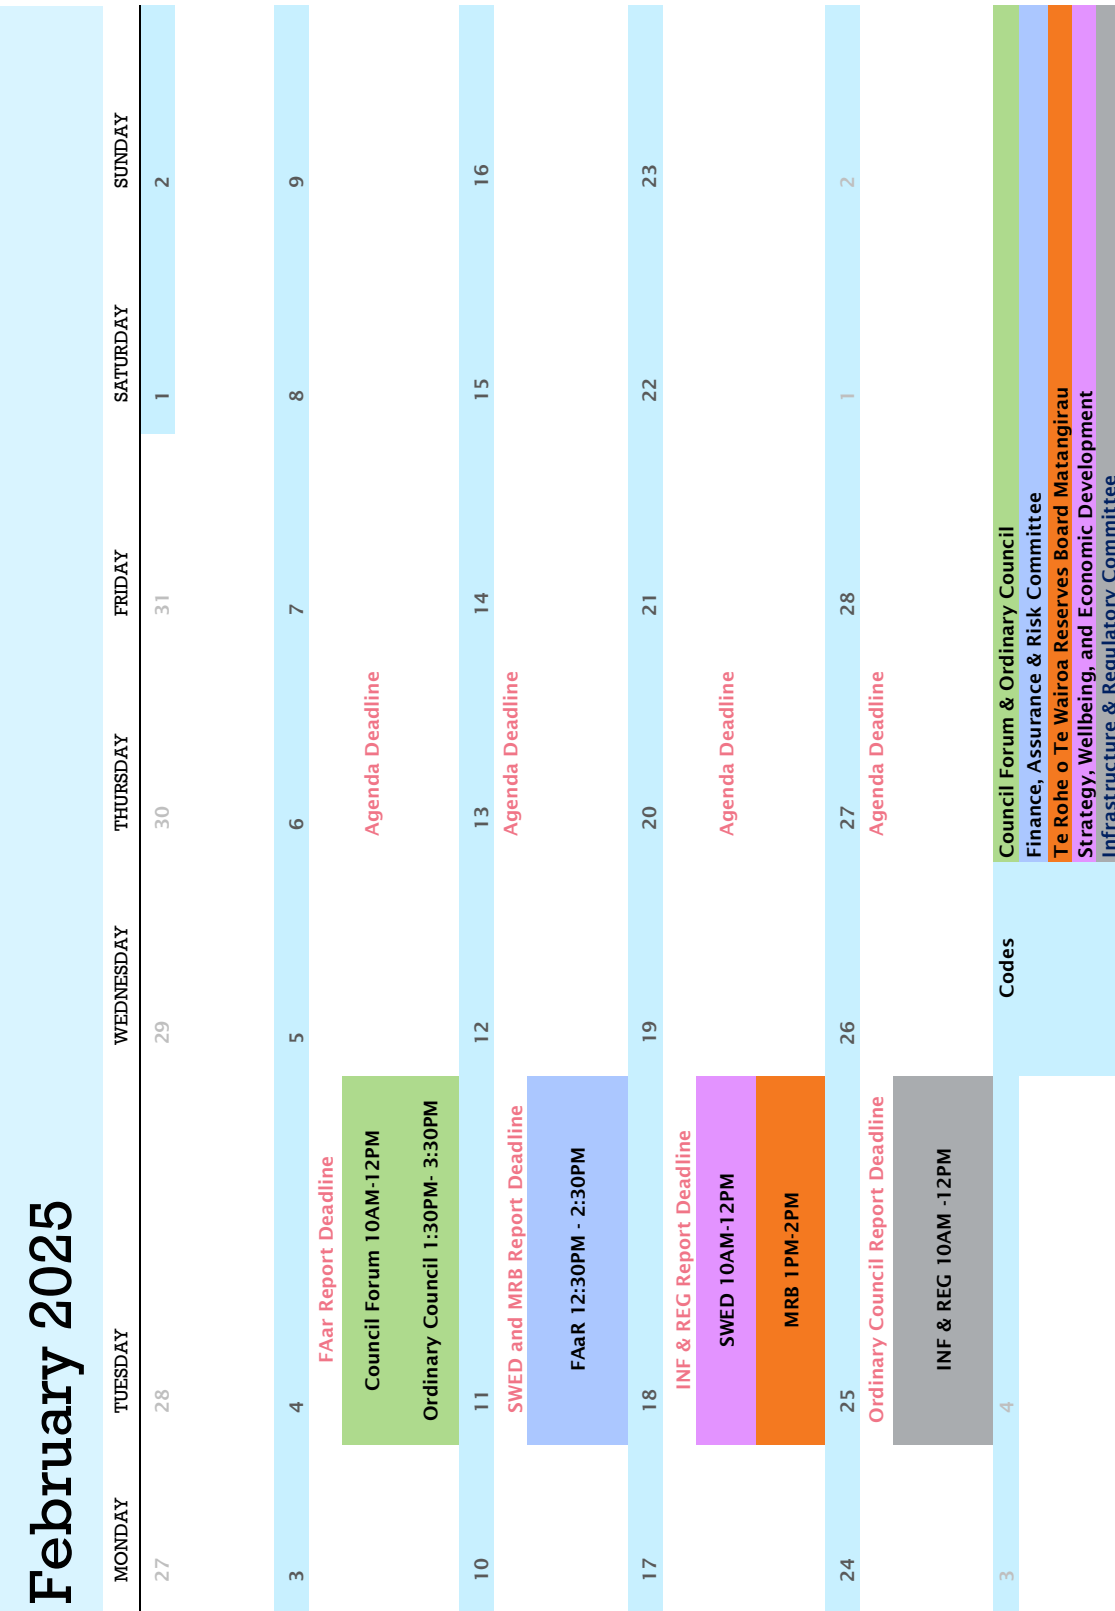 February 2025
MONDAY TUESDAY WEDNESDAY THURSDAY FRIDAY SATURDAY SUNDAY
27 28 29 30 31 1 2
3 4 5 6 7 8 9
FAar Report Deadline
Council Forum 10AM-12PM
Agenda Deadline
Ordinary Council 1:30PM- 3:30PM
10 11 12 13 14 15 16
SWED and MRB Report Deadline
Agenda Deadline
FAaR 12:30PM - 2:30PM
17 18 19 20 21 22 23
INF & REG Report Deadline
SWED 10AM-12PM
Agenda Deadline
MRB 1PM-2PM
24 25 26 27 28 1 2
Ordinary Council Report Deadline
Agenda Deadline
INF & REG 10AM -12PM
3 4
Codes
Council Forum & Ordinary Council
Finance, Assurance & Risk Committee
Te Rohe o Te Wairoa Reserves Board Matangirau
Strategy, Wellbeing, and Economic Development
Infrastructure & Regulatory Committee